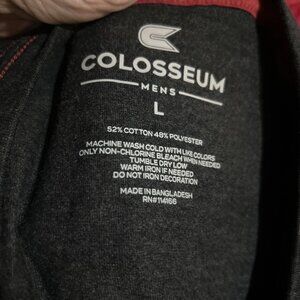 COLOSSEUM
MENS
L
52% COTTON 48% POLYESTER
MACHINE WASH COLD WITH LIKE COLORS
ONLY NON-CHLORINE BLEACH WHEN NEEDED
TUMBLE DRY LOW
WARM IRON IF NEEDED
DO NOT IRON DECORATION
MADE IN BANGLADESH
RN#114166